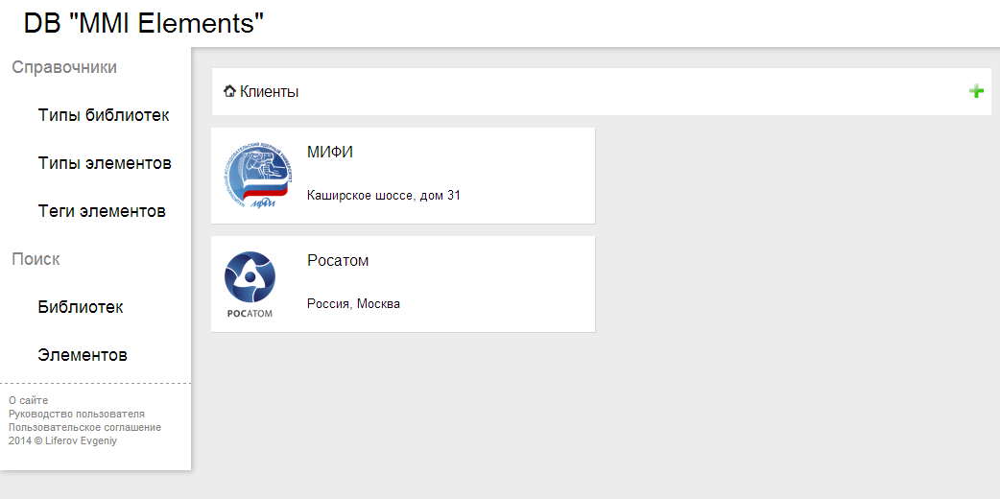 DB "MMI Elements"
Справочники
Типы библиотек
Типы элементов
Теги элементов
Поиск
Библиотек
Элементов
О сайте
Руководство пользователя
Пользовательское соглашение
2014 © Liferov Evgeniy
Клиенты
МИФИ
Каширское шоссе, дом 31
Росатом
Россия, Москва
РОСАТОМ